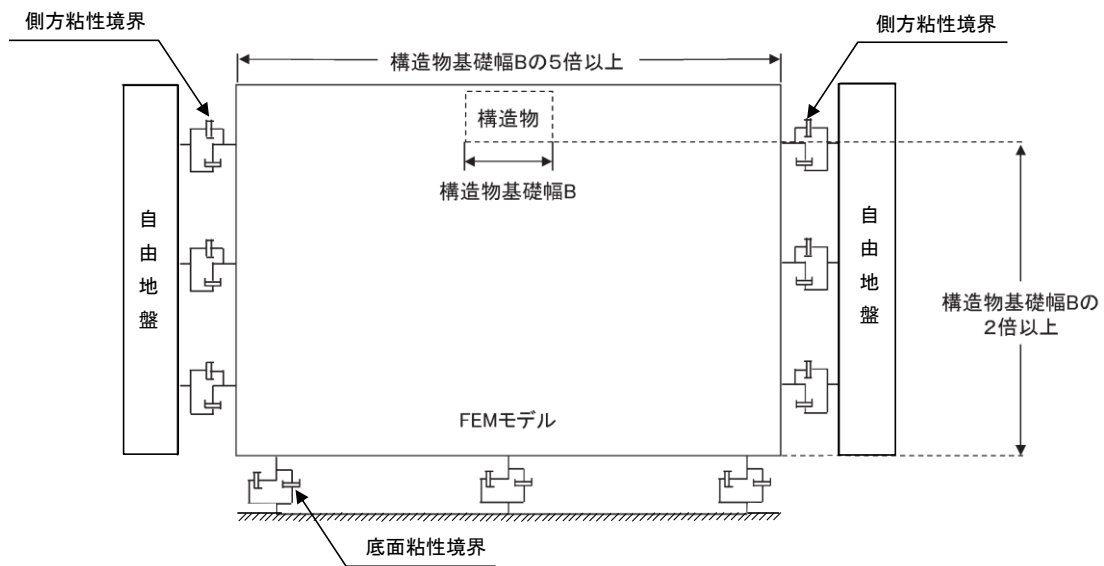 側方粘性境界
側方粘性境界
構造物基礎幅Bの5倍以上
構造物
構造物基礎幅B
自由地盤
自由地盤
構造物基礎幅Bの
2倍以上
FEMモデル
底面粘性境界